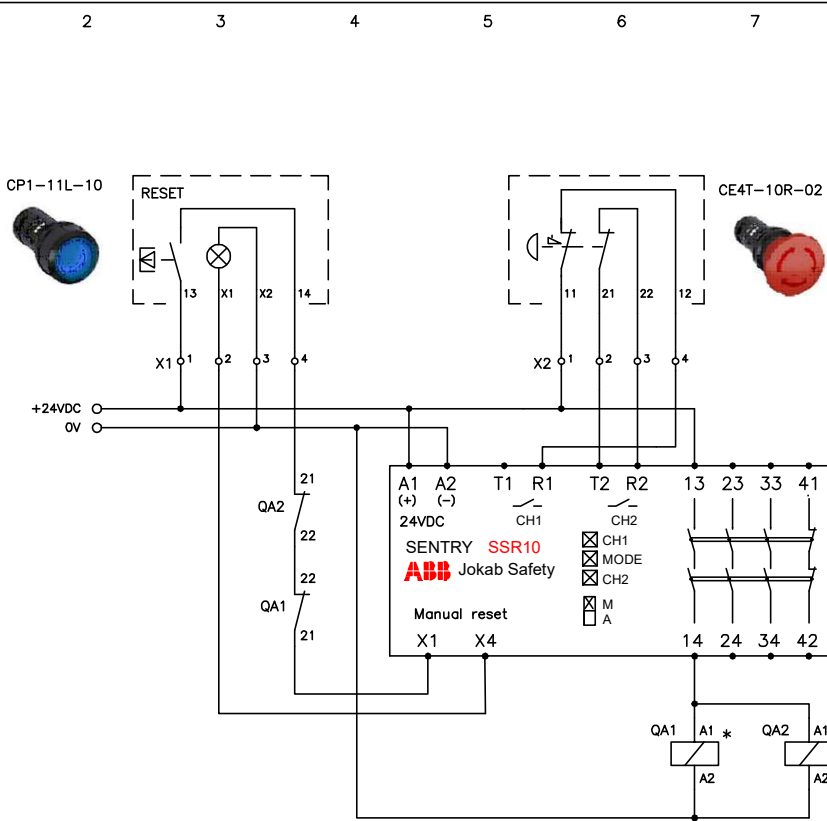 2 3 4 5 6 7
CP1-11L-10
RESET
CE4T-10R-02
13 X1 X2 14
11 21 22 12
X1 1 2 3 4
X2 1 2 3 4
+24VDC
0V
21
QA2
22
22
QA1
21
A1 A2 T1 R1 T2 R2 13 23 33 41
(+) (-)
24VDC CH1 CH2
SENTRY SSR10
ABB Jokab Safety
CH1
MODE
CH2
M
A
Manual reset
X1 X4 14 24 34 42
QA1 A1 * QA2 A1
A2 A2